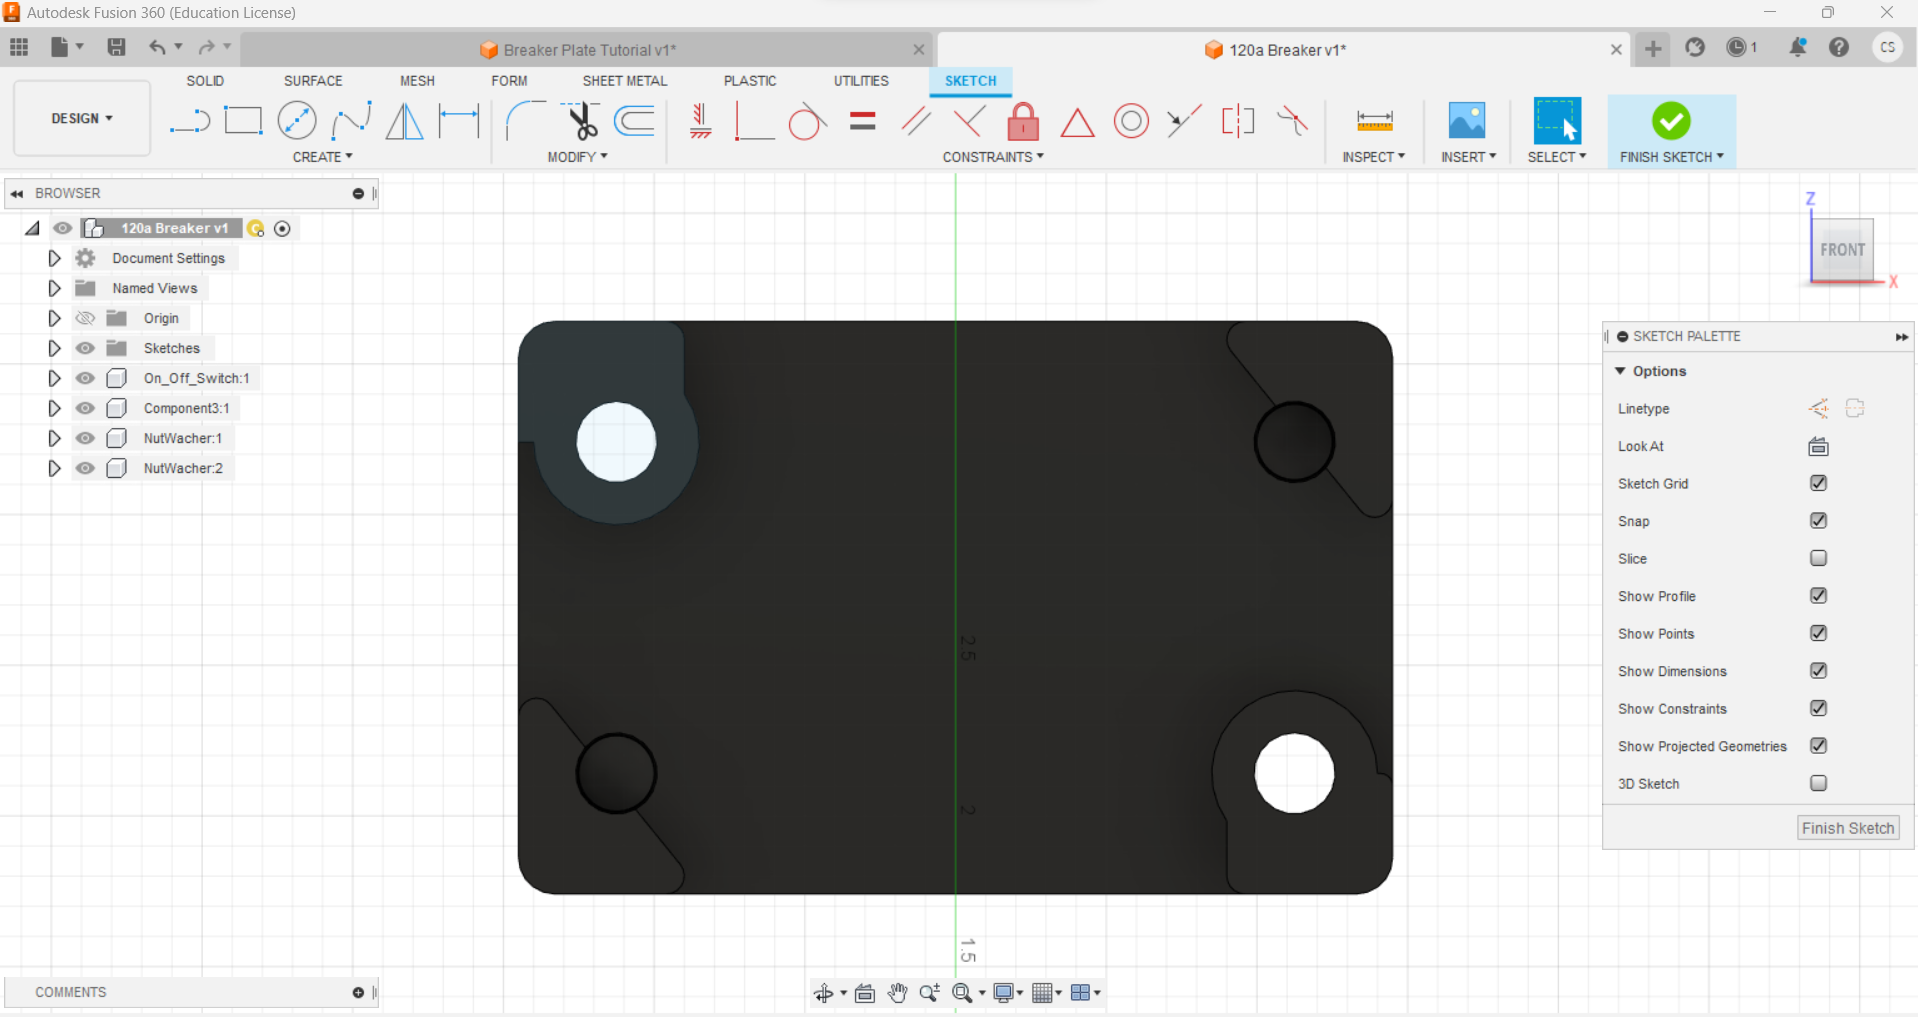 Autodesk Fusion 360 (Education License)
Breaker Plate Tutorial v1*
120a Breaker v1*
1
CS
DESIGN
SOLID
SURFACE
MESH
FORM
SHEET METAL
PLASTIC
UTILITIES
SKETCH
CREATE
MODIFY
CONSTRAINTS
INSPECT
INSERT
SELECT
FINISH SKETCH
BROWSER
120a Breaker v1
Document Settings
Named Views
Origin
Sketches
On_Off_Switch:1
Component3:1
NutWacher:1
NutWacher:2
Z
FRONT
X
2.5
2
1.5
SKETCH PALETTE
Options
Linetype
Look At
Sketch Grid
Snap
Slice
Show Profile
Show Points
Show Dimensions
Show Constraints
Show Projected Geometries
3D Sketch
Finish Sketch
COMMENTS